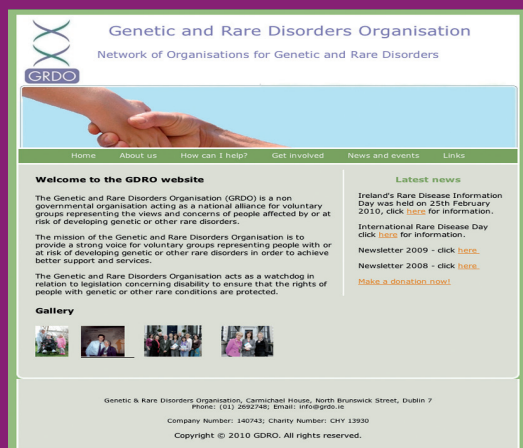 Genetic and Rare Disorders Organisation
Network of Organisations for Genetic and Rare Disorders
GRDO
Home About us How can I help? Get involved News and events Links
Welcome to the GDRO website
The Genetic and Rare Disorders Organisation (GRDO) is a non
governmental organisation acting as a national alliance for voluntary
groups representing the views and concerns of people affected by or at
risk of developing genetic or other rare disorders.
The mission of the Genetic and Rare Disorders Organisation is to
provide a strong voice for voluntary groups representing people with or
at risk of developing genetic or other rare disorders in order to achieve
better support and services.
The Genetic and Rare Disorders Organisation acts as a watchdog in
relation to legislation concerning disability to ensure that the rights of
people with genetic or other rare conditions are protected.
Gallery
Latest news
Ireland's Rare Disease Information
Day was held on 25th February
2010, click here for information.
International Rare Disease Day
click here for information.
Newsletter 2009 - click here.
Newsletter 2008 - click here.
Make a donation now!
Genetic & Rare Disorders Organisation, Carmichael House, North Brunswick Street, Dublin 7
Phone: (01) 2692748; Email: info@grdo.ie
Company Number: 140743; Charity Number: CHY 13930
Copyright © 2010 GDRO. All rights reserved.